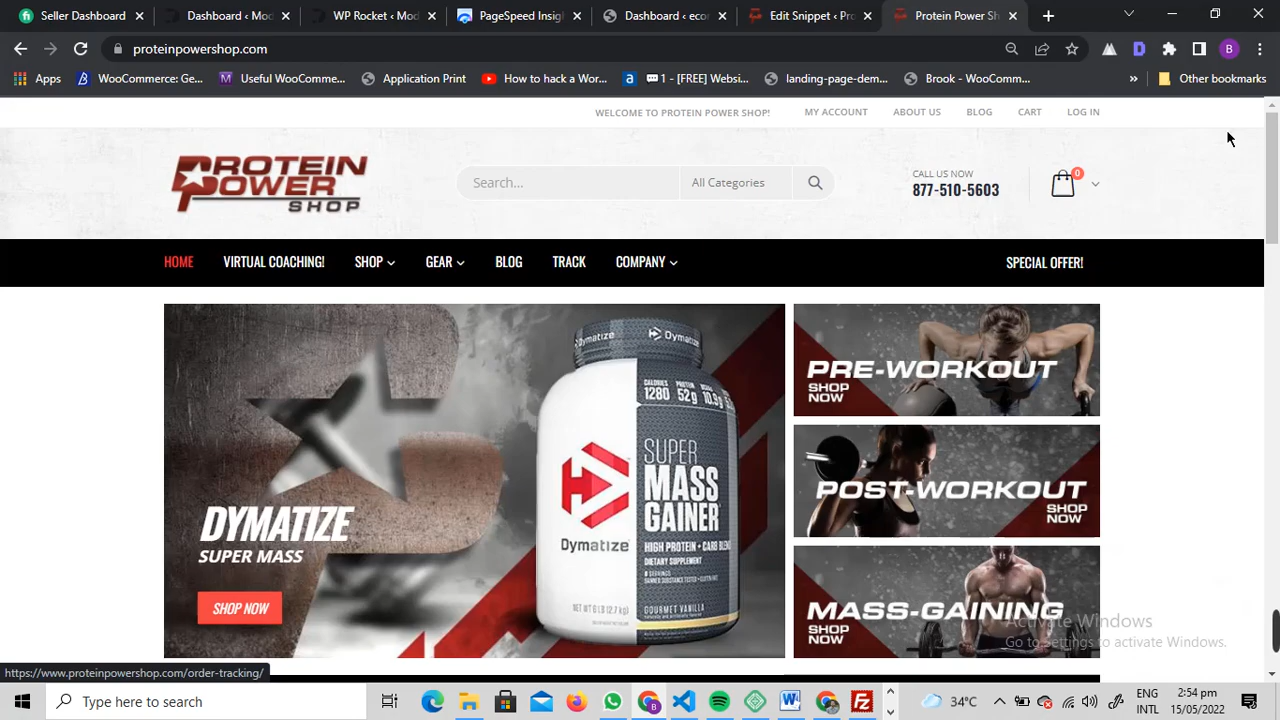 Dashboard ‹ A
WP Rocket ‹ Mod
PageSpeed Insigh
Dashboard ‹ Mod
Sell Extra ‹ Pro
Protein Power Sh
proteinpowershop.com
B
Apps
WooCommerce: Ge...
Useful WooComme...
Application Print
How to hack a Wor...
1 - [FREE] Websi...
landing-page-dem...
Brook - WooComm...
»
Other bookmarks
WELCOME TO PROTEIN POWER SHOP!
MY ACCOUNT
ABOUT US
BLOG
CART
LOG IN
PROTEIN
POWER
SHOP
Search...
All Categories
CALL US NOW
877-510-5603
0
HOME
VIRTUAL COACHING!
SHOP
GEAR
BLOG
TRACK
COMPANY
SPECIAL OFFER!
DYMATIZE
SUPER MASS
SHOP NOW
Dymatize
Dymatize
CALORIES
1280
PROTEIN
52g
BCAAs
10.9g
SUPER
MASS
GAINER
HIGH PROTEIN • CARB BLEND
DIETARY SUPPLEMENT
Dymatize
NET WT 6 LB (2.7 kg)
GOURMET VANILLA
PRE-WORKOUT
SHOP
NOW
POST-WORKOUT
SHOP
NOW
MASS-GAINING
SHOP
NOW
Activate Windows
Go to Settings to activate Windows.
https://www.proteinpowershop.com/order-tracking/
Type here to search
34°C
ENG
INTL
2:54 pm
15/05/2022